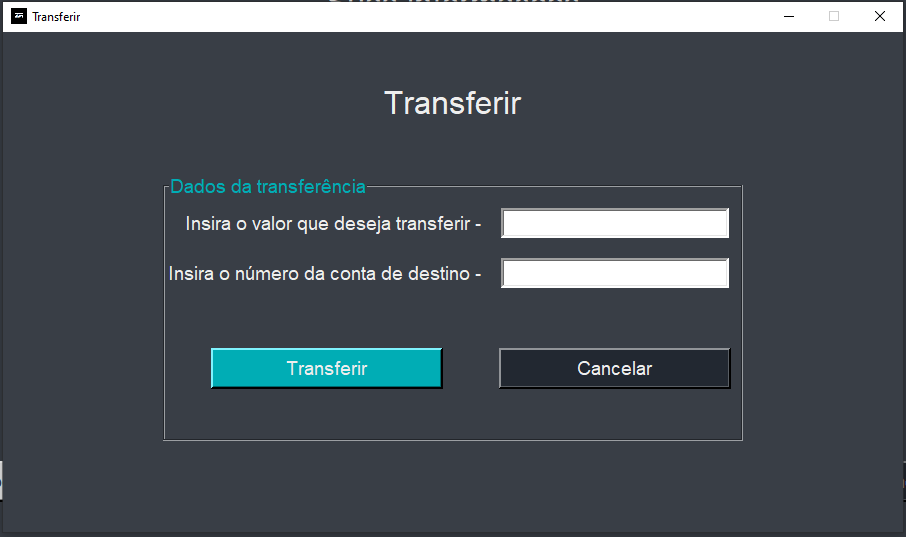 Transferir
Transferir
Dados da transferência
Insira o valor que deseja transferir -
Insira o número da conta de destino -
Transferir
Cancelar